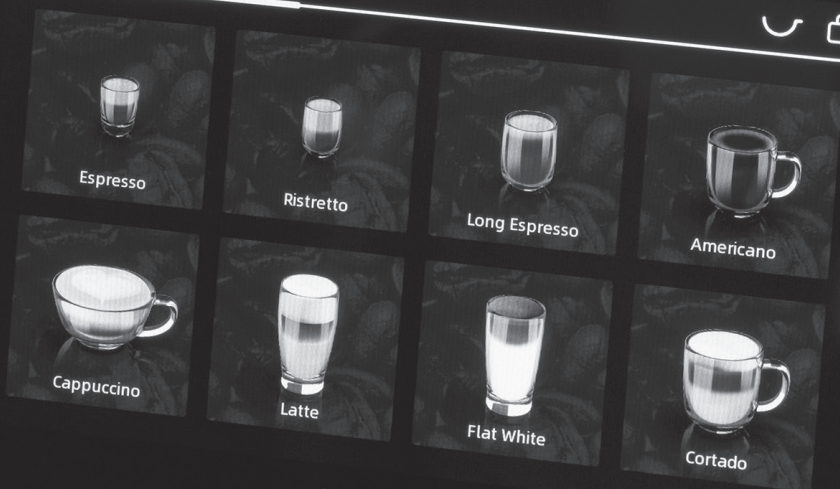 Espresso
Ristretto
Long Espresso
Americano
Cappuccino
Latte
Flat White
Cortado